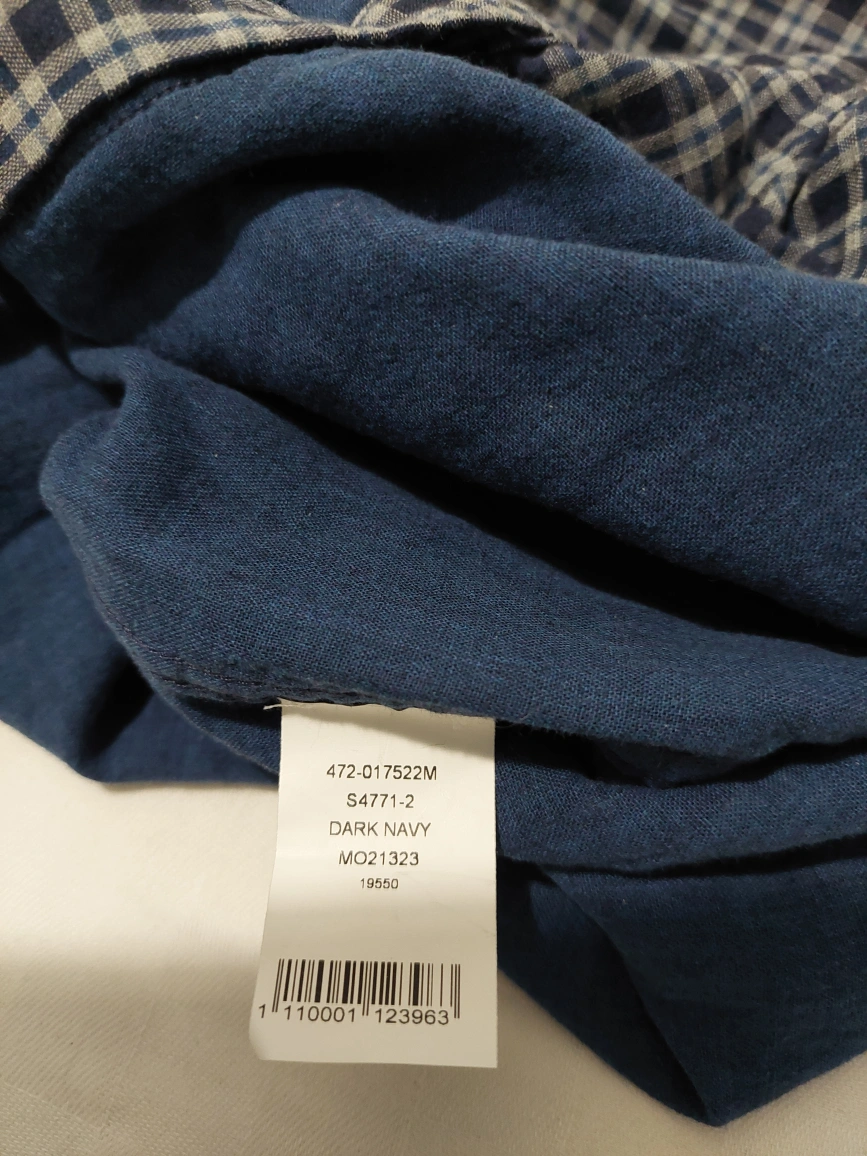 472-017522M
S4771-2
DARK NAVY
MO21323
19550
1 110001 123963